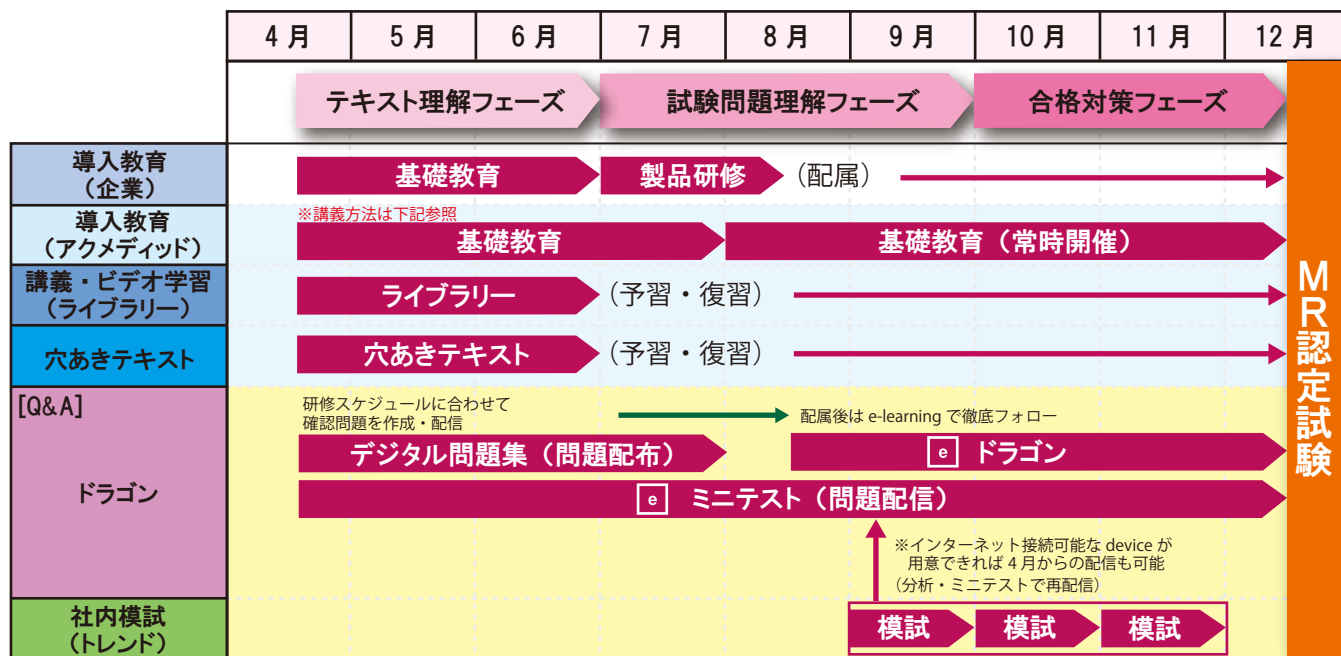 4月 5月 6月 7月 8月 9月 10月 11月 12月
テキスト理解フェーズ 試験問題理解フェーズ 合格対策フェーズ
導入教育
(企業)
基礎教育 製品研修 (配属)
導入教育
(アクメディッド)
※講義方法は下記参照
基礎教育 基礎教育（常時開催）
講義・ビデオ学習
(ライブラリー)
ライブラリー (予習・復習)
穴あきテキスト
穴あきテキスト (予習・復習)
[Q&A]
ドラゴン
研修スケジュールに合わせて
確認問題を作成・配信
配属後は e-learning で徹底フォロー
デジタル問題集（問題配布） e ドラゴン
e ミニテスト（問題配信）
※インターネット接続可能な device が
用意できれば 4 月からの配信も可能
(分析・ミニテストで再配信)
社内模試
(トレンド)
模試 模試 模試
MR認定試験